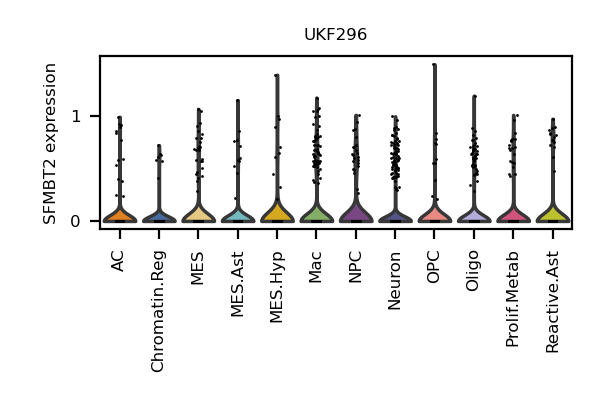 UKF296
SFMBT2 expression
1
0
AC
Chromatin.Reg
MES
MES.Ast
MES.Hyp
Mac
NPC
Neuron
OPC
Oligo
Prolif.Metab
Reactive.Ast